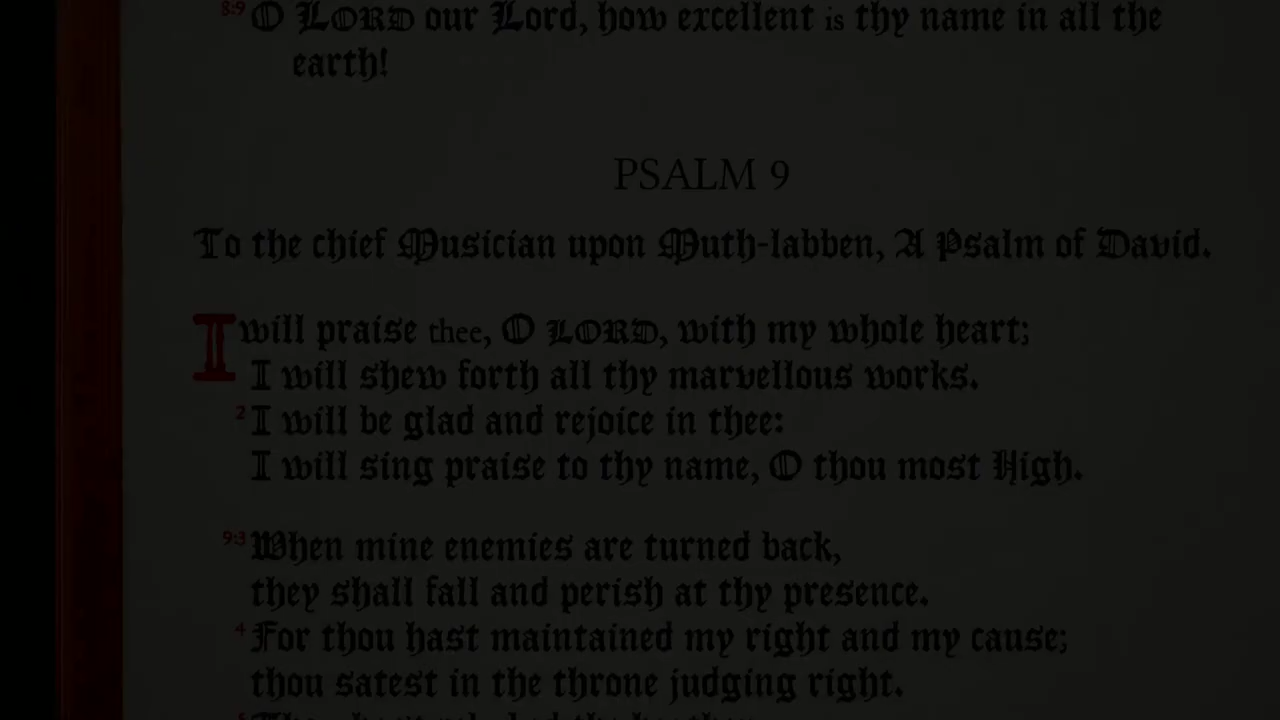 8:9 O LORD our Lord, how excellent is thy name in all the
earth!
PSALM 9
To the chief Musician upon Muth-labben, A Psalm of David.
I will praise thee, O LORD, with my whole heart;
I will shew forth all thy marvellous works.
2 I will be glad and rejoice in thee:
I will sing praise to thy name, O thou most High.
9:3 When mine enemies are turned back,
they shall fall and perish at thy presence.
4 For thou hast maintained my right and my cause;
thou satest in the throne judging right.